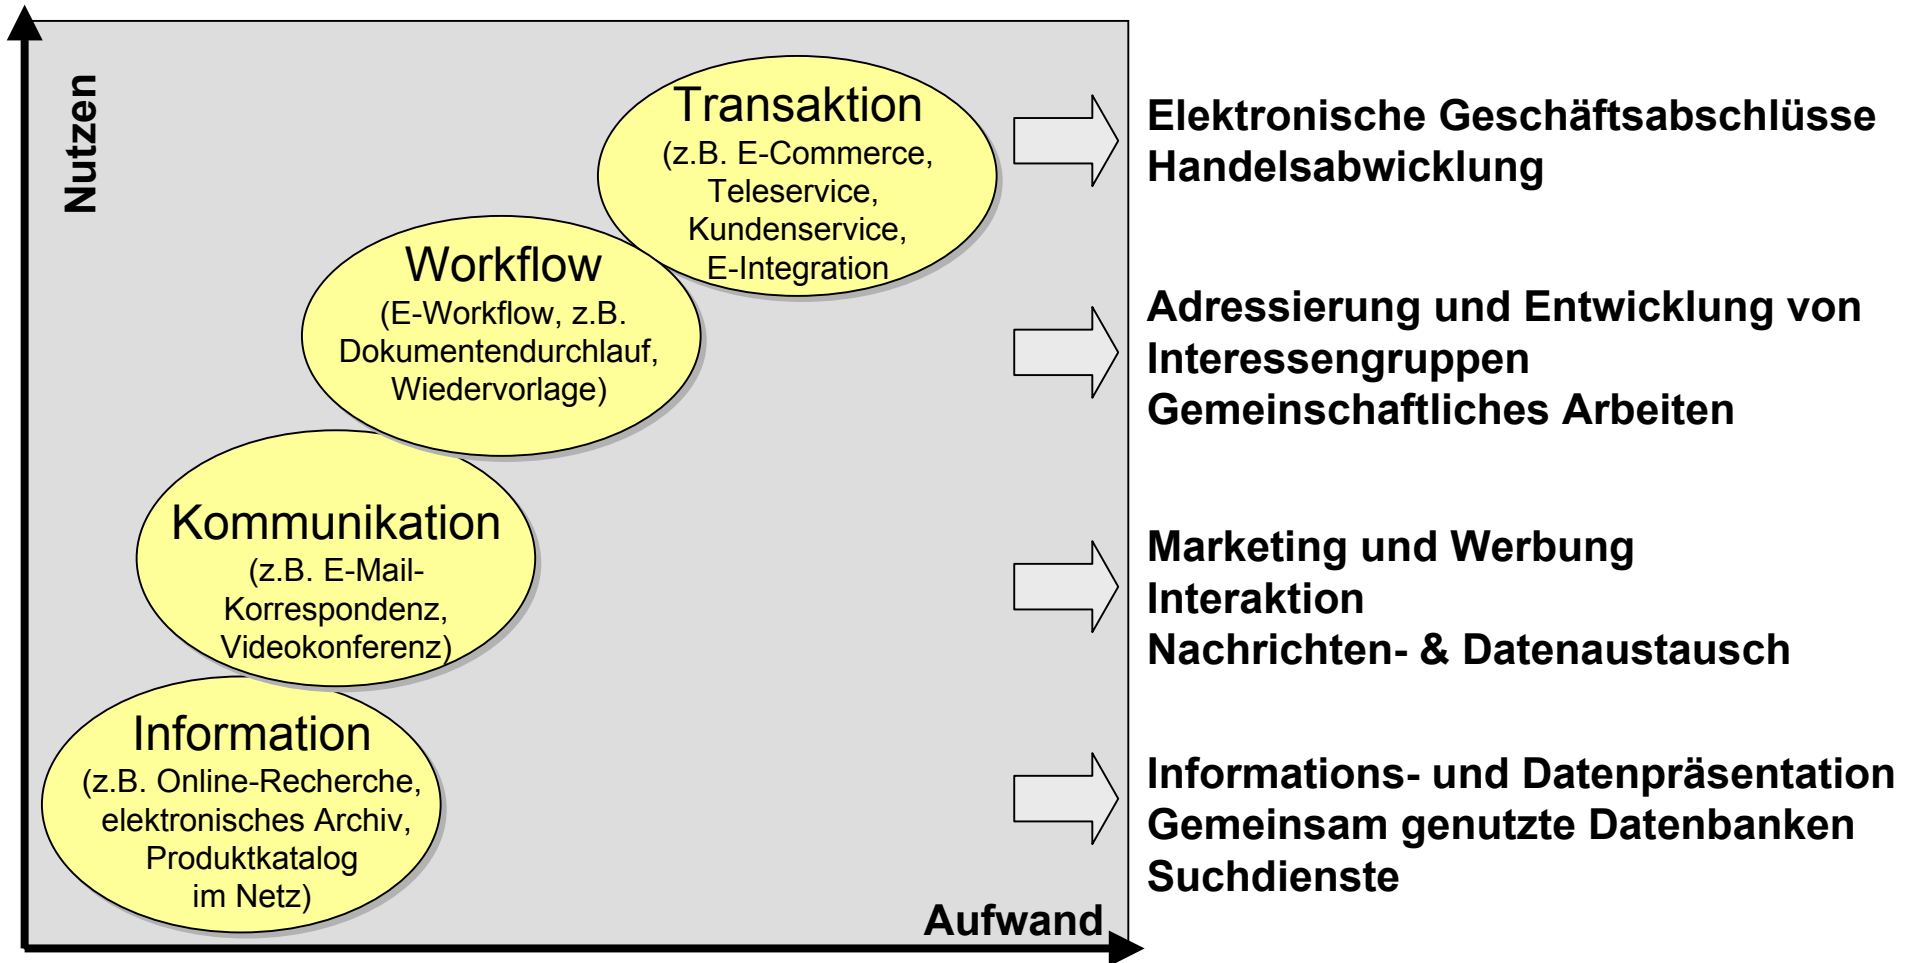 Nutzen
Transaktion
(z.B. E-Commerce,
Teleservice,
Kundenservice,
E-Integration
Elektronische Geschäftsabschlüsse
Handelsabwicklung
Workflow
(E-Workflow, z.B.
Dokumentendurchlauf,
Wiedervorlage)
Adressierung und Entwicklung von
Interessengruppen
Gemeinschaftliches Arbeiten
Kommunikation
(z.B. E-Mail-
Korrespondenz,
Videokonferenz)
Marketing und Werbung
Interaktion
Nachrichten- & Datenaustausch
Information
(z.B. Online-Recherche,
elektronisches Archiv,
Produktkatalog
im Netz)
Informations- und Datenpräsentation
Gemeinsam genutzte Datenbanken
Suchdienste
Aufwand